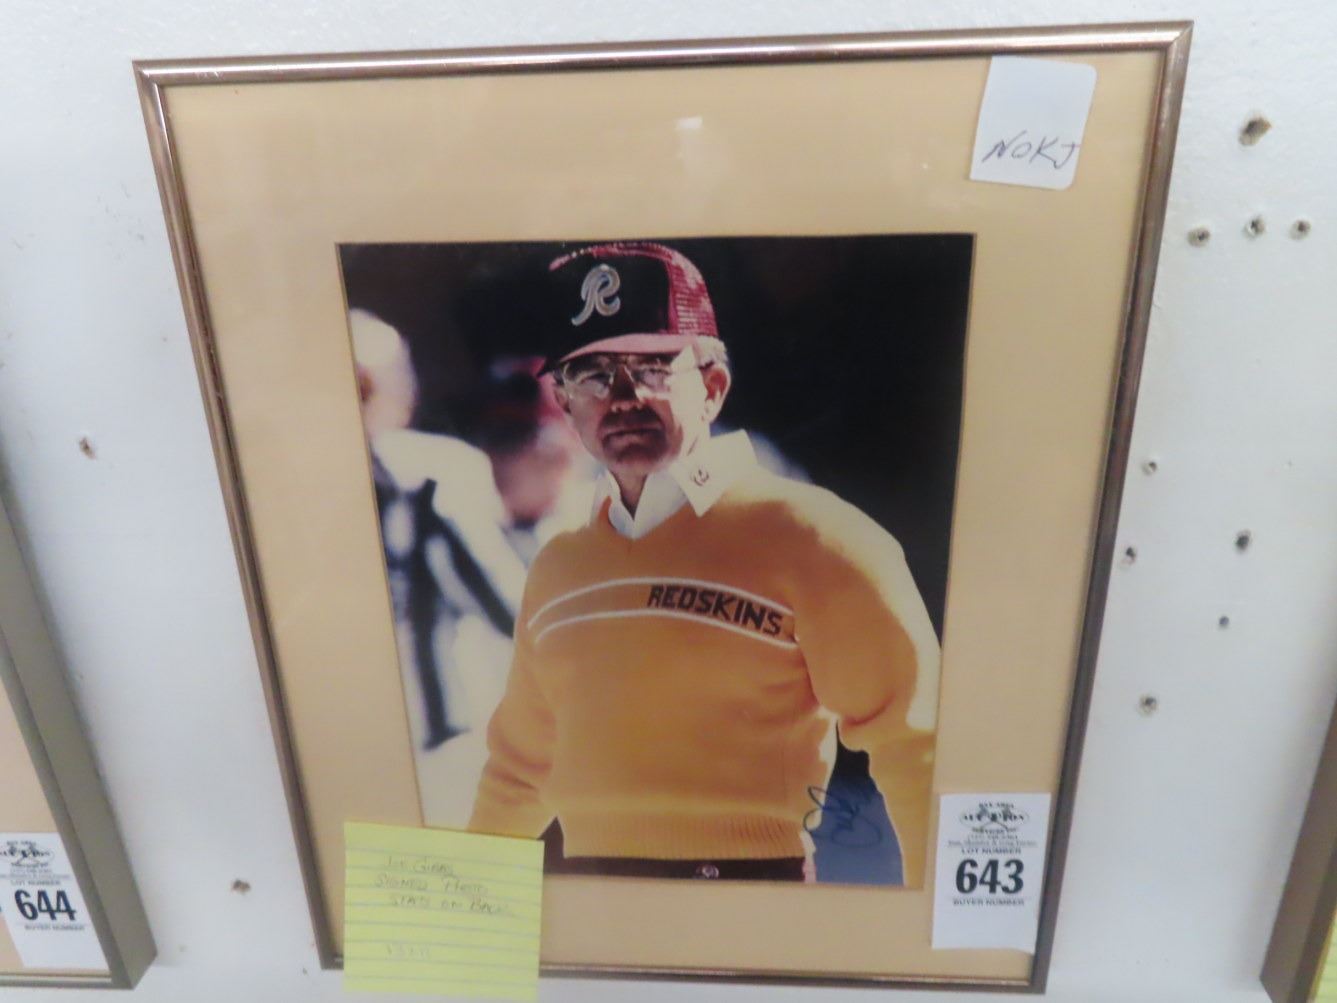 NOKJ
R
REDSKINS
AUCTION
LOT NUMBER
643
BUYER NUMBER
Joe Gibbs
SIGNED PHOTO
STATS ON BACK
LOT NUMBER
644
BUYER NUMBER